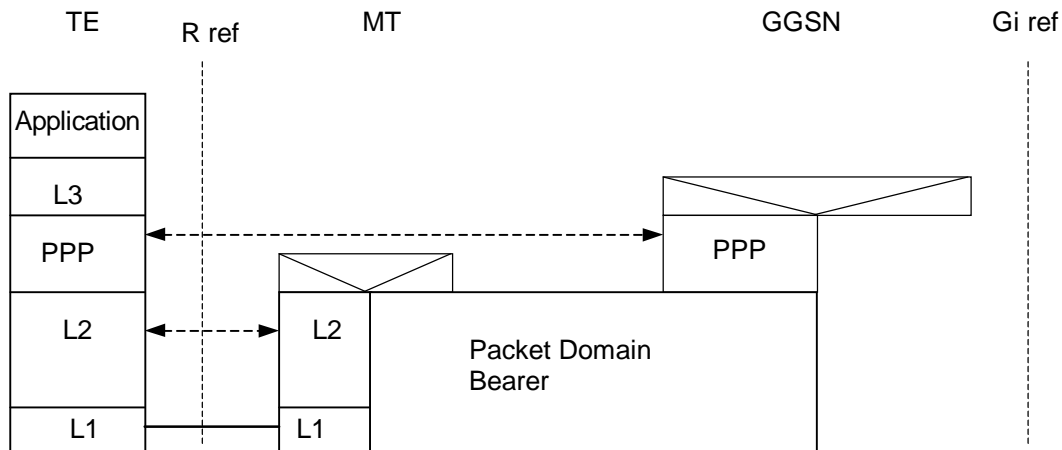 TE
R ref
MT
GGSN
Gi ref
Application
L3
PPP
PPP
L2
L2
Packet Domain
Bearer
L1
L1